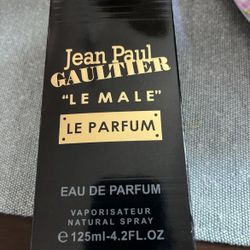 Jean Paul
GAULTIER
"LE MALE"
LE PARFUM
EAU DE PARFUM
VAPORISATEUR
NATURAL SPRAY
e 125ml-4.2FL.OZ